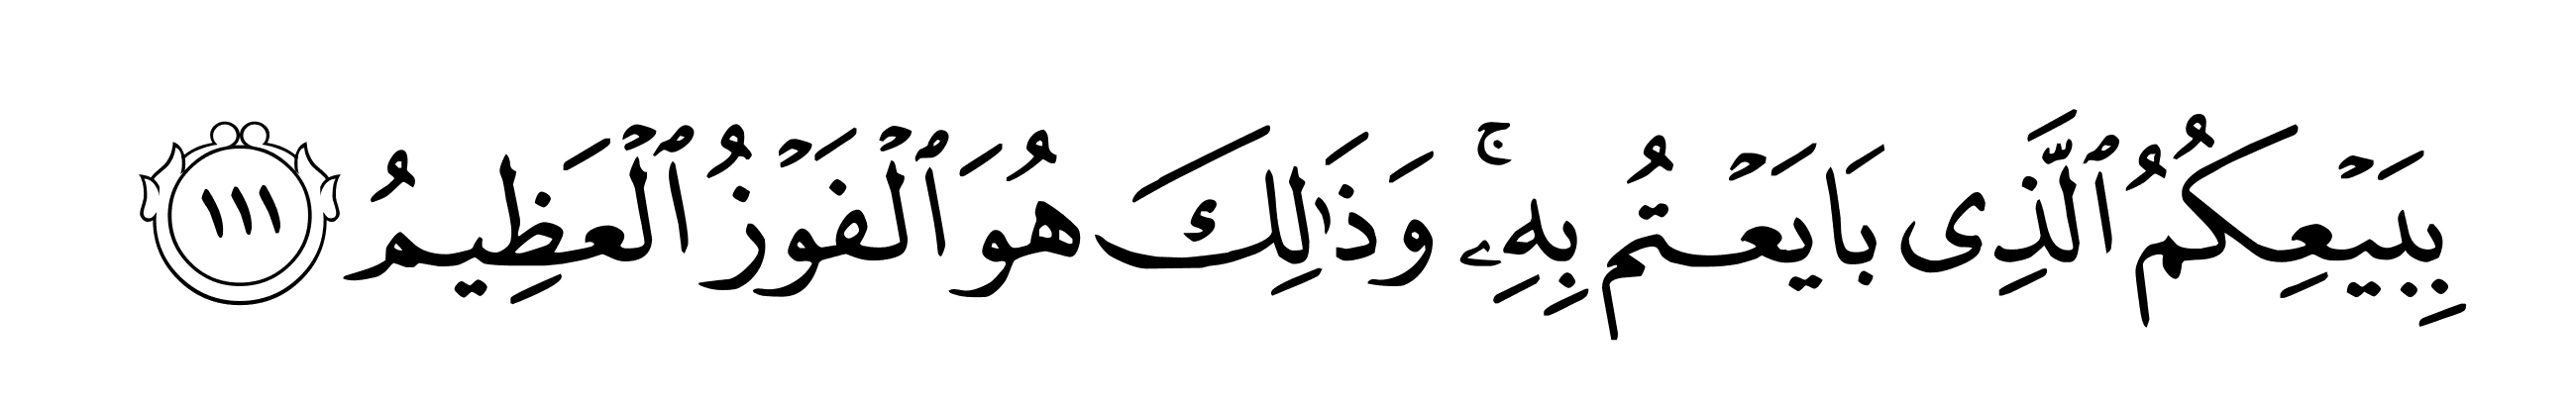 بِبَيْعِكُمُ ٱلَّذِى بَايَعْتُم بِهِۦ ۚ وَذَٰلِكَ هُوَ ٱلْفَوْزُ ٱلْعَظِيمُ ١١١